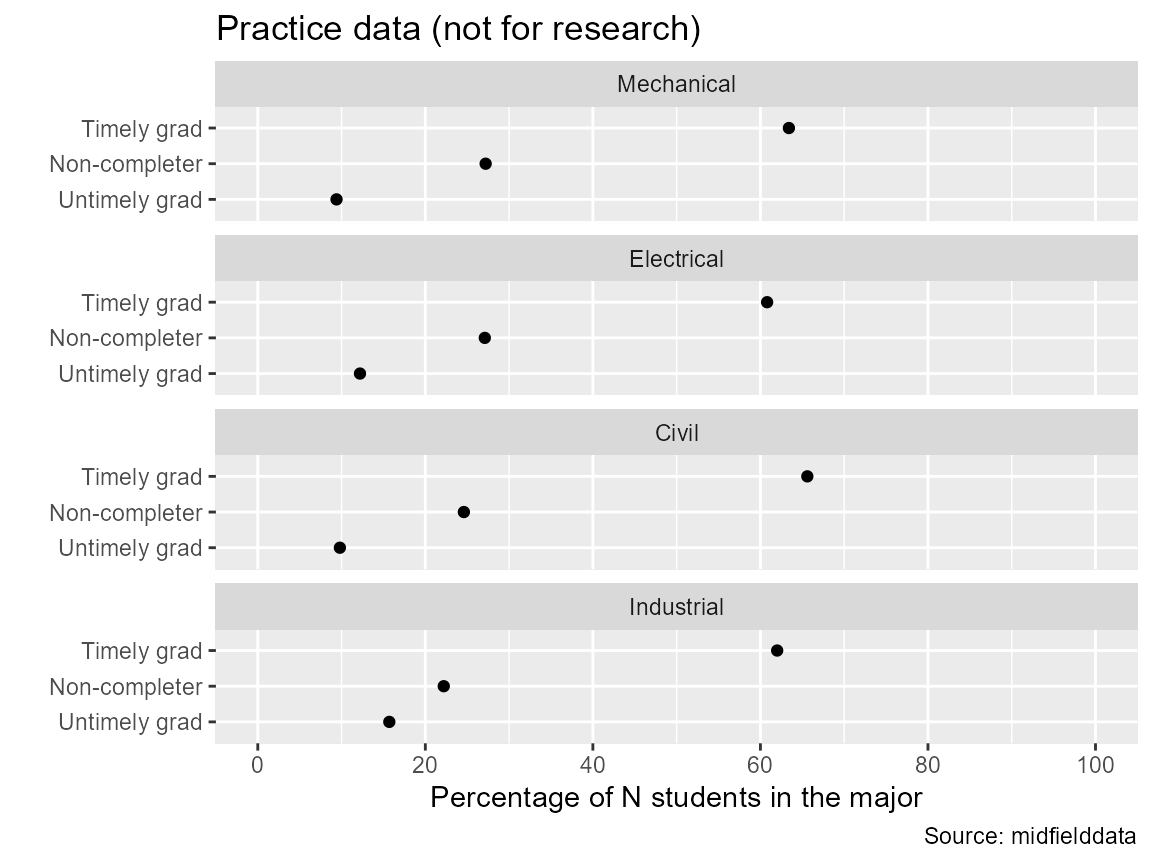 Practice data (not for research)
Mechanical
Timely grad
Non-completer
Untimely grad
Electrical
Timely grad
Non-completer
Untimely grad
Civil
Timely grad
Non-completer
Untimely grad
Industrial
Timely grad
Non-completer
Untimely grad
0 20 40 60 80 100
Percentage of N students in the major
Source: midfielddata